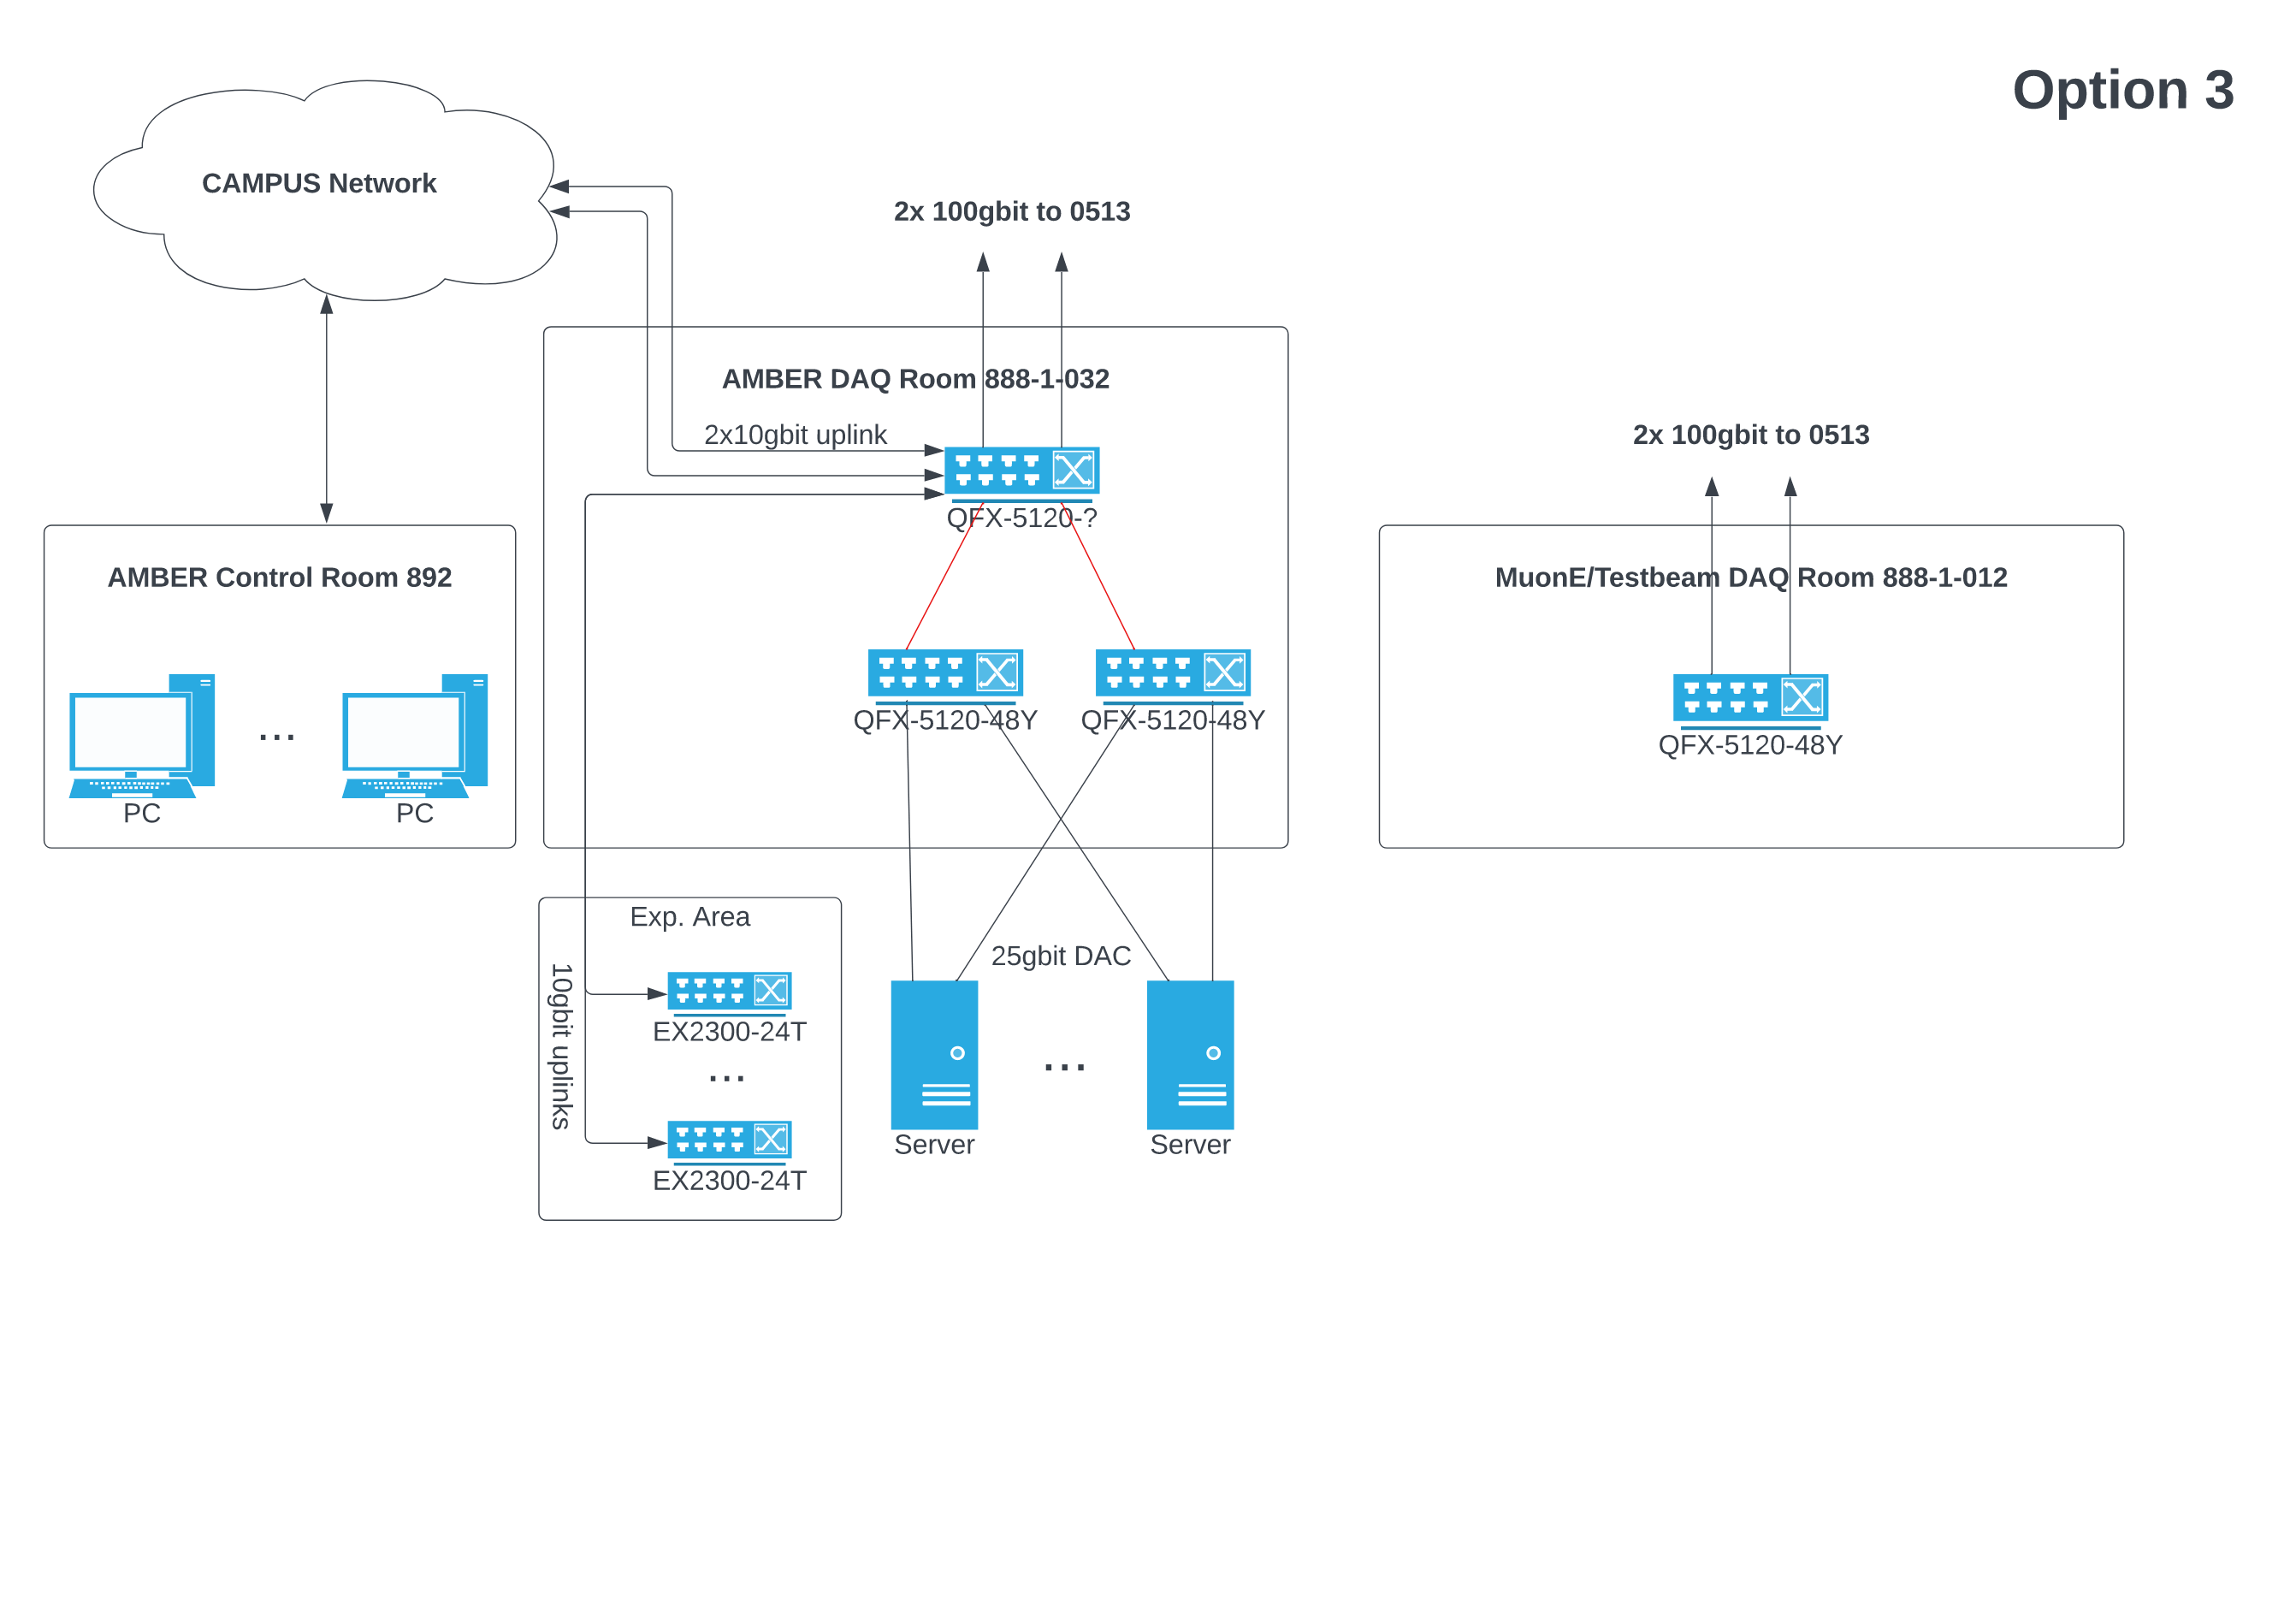 Option 3
CAMPUS Network
2x 100gbit to 0513
AMBER DAQ Room 888-1-032
2x10gbit uplink
QFX-5120-?
2x 100gbit to 0513
AMBER Control Room 892
MuonE/Testbeam DAQ Room 888-1-012
...
PC
PC
QFX-5120-48Y
QFX-5120-48Y
QFX-5120-48Y
Exp. Area
10gbit uplinks
EX2300-24T
...
EX2300-24T
25gbit DAC
...
Server
Server